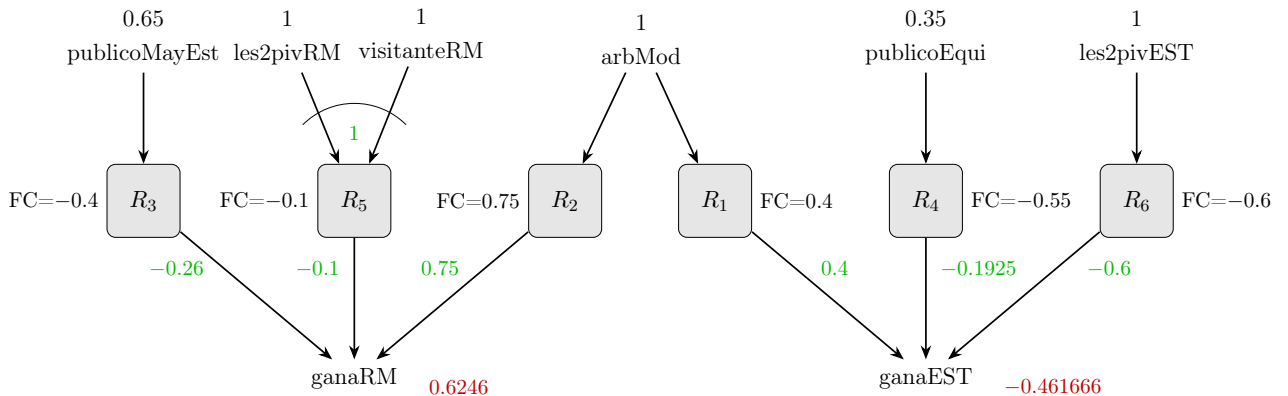 0.65 1 1 1 0.35 1
publicoMayEst les2pivRM visitanteRM arbMod publicoEqui les2pivEST
1
FC=−0.4 R3 FC=−0.1 R5 FC=0.75 R2 R1 FC=0.4 R4 FC=−0.55 R6 FC=−0.6
−0.26 −0.1 0.75 0.4 −0.1925 −0.6
ganaRM 0.6246 ganaEST −0.461666